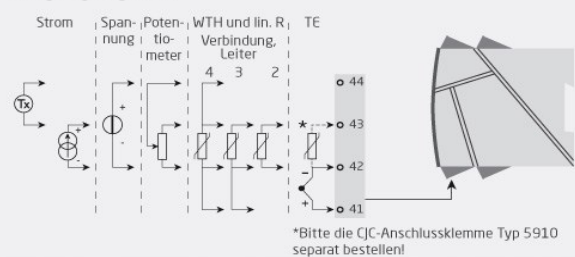 Strom
Span-
nung
Poten-
tio-
meter
WTH und lin. R
Verbindung,
Leiter
4 3 2
TE
Tx
+
-
+
-
*
-
+
44
43
42
41
*Bitte die CJC-Anschlussklemme Typ 5910
separat bestellen!